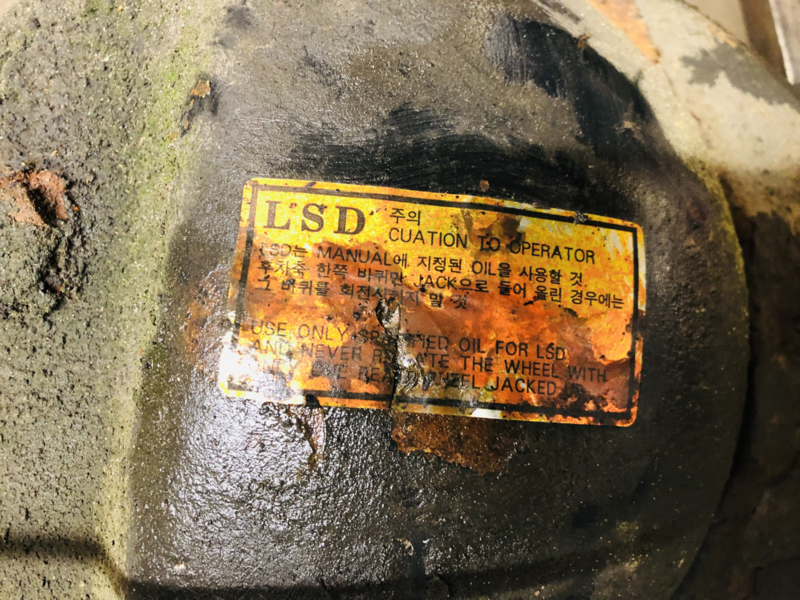 LSD 주의
CUATION TO OPERATOR
LSD는 MANUAL에 지정된 OIL을 사용할 것.
후차축 한쪽 바퀴만 JACK으로 들어 올린 경우에는
그 바퀴를 회전시키지 말 것
USE ONLY OIL FOR LSD
AND NEVER THE WHEEL WITH
JACKED